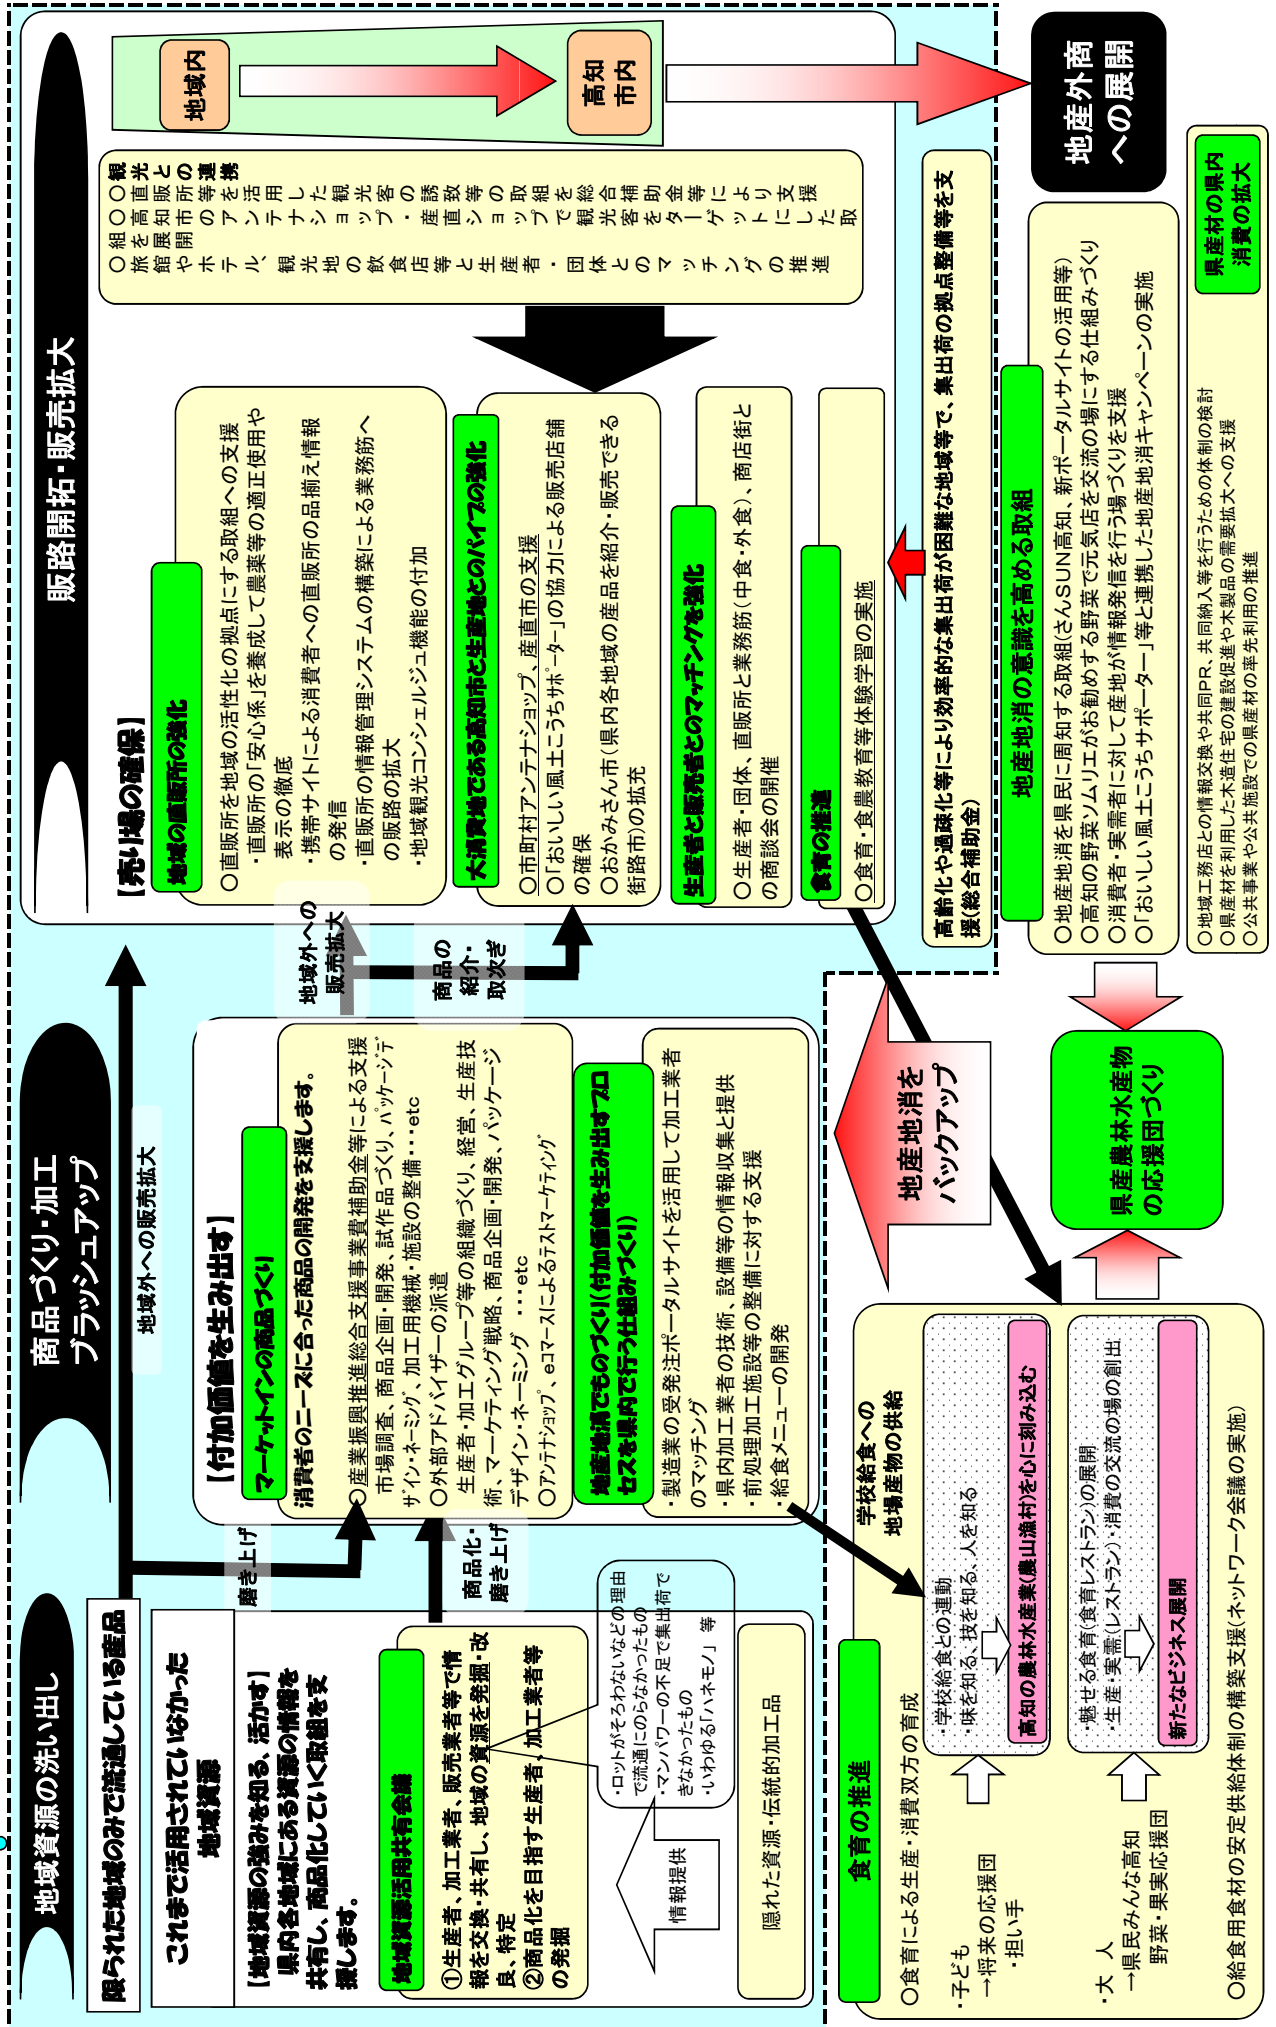 地域資源の洗い出し
限られた地域のみで流通している産品
これまで活用されていなかった
地域資源
【地域資源の強みを知る、活かす】
県内各地域にある資源の情報を
共有し、商品化していく取組を支
援します。
地域資源活用共有会議
①生産者、加工業者、販売業者等で情
報を交換・共有し、地域の資源を発掘・改
良、特定
②商品化を目指す生産者、加工業者等
の発掘
・ロットがそろわないなどの理由
で流通にのらなかったもの
・マンパワーの不足で集出荷で
きなかったもの
・いわゆる「ハネモノ」 等
情報提供
隠れた資源・伝統的加工品
磨き上げ
商品化・
磨き上げ
商品づくり・加工
ブラッシュアップ
地域外への販売拡大
【付加価値を生み出す】
マーケットインの商品づくり
消費者のニーズに合った商品の開発を支援します。
○産業振興推進総合支援事業費補助金等による支援
市場調査、商品企画・開発、試作品づくり、パッケージデ
ザイン・ネーミング、加工用機械・施設の整備・・・etc
○外部アドバイザーの派遣
生産者・加工グループ等の組織づくり、経営、生産技
術、マーケティング戦略、商品企画・開発、パッケージ
デザイン・ネーミング ・・・etc
○アンテナショップ、eコマースによるテストマーケティング
地産地消でものづくり(付加価値を生み出すプロ
セスを県内で行う仕組みづくり)
・製造業の受発注ポータルサイトを活用して加工業者
のマッチング
・県内加工業者の技術、設備等の情報収集と提供
・前処理加工施設等の整備に対する支援
・給食メニューの開発
地域外への
販売拡大
商品の
紹介・
取次ぎ
販路開拓・販売拡大
【売り場の確保】
地域の直販所の強化
○直販所を地域の活性化の拠点にする取組への支援
・直販所の「安心係」を養成して農薬等の適正使用や
表示の徹底
・携帯サイトによる消費者への直販所の品揃え情報
の発信
・直販所の情報管理システムの構築による業務筋へ
の販路の拡大
・地域観光コンシェルジュ機能の付加
大消費地である高知市と生産地とのパイプの強化
○市町村アンテナショップ、産直市の支援
○「おいしい風土こうちサポーター」の協力による販売店舗
の確保
○おかみさん市(県内各地域の産品を紹介・販売できる
街路市)の拡充
生産者と販売者とのマッチングを強化
○生産者・団体、直販所と業務筋(中食・外食)、商店街と
の商談会の開催
食育の推進
○食育・食農教育等体験学習の実施
観光との連携
○直販所等を活用した観光客の誘致等の取組を総合補助金等により支援
○高知市のアンテナショップ・産直ショップで観光客をターゲットにした取
組を展開
○旅館やホテル、観光地の飲食店等と生産者・団体とのマッチングの推進
地域内
高知
市内
地産外商
への展開
高齢化や過疎化等により効率的な集出荷が困難な地域等で、集出荷の拠点整備等を支
援(総合補助金)
地産地消の意識を高める取組
○地産地消を県民に周知する取組(さんSUN高知、新ポータルサイトの活用等)
○高知の野菜ソムリエがお勧めする野菜で元気店を交流の場にする仕組みづくり
○消費者・実需者に対して産地が情報発信を行う場づくりを支援
○「おいしい風土こうちサポーター」等と連携した地産地消キャンペーンの実施
県産材の県内
消費の拡大
○地域工務店との情報交換や共同PR、共同納入等を行うための体制の検討
○県産材を利用した木造住宅の建設促進や木製品の需要拡大への支援
○公共事業や公共施設での県産材の率先利用の推進
地産地消を
バックアップ
県産農林水産物
の応援団づくり
食育の推進
学校給食への
地場産物の供給
○食育による生産・消費双方の育成
・子ども
→将来の応援団
・担い手
・学校給食との連動
・味を知る、技を知る、人を知る
高知の農林水産業(農山漁村)を心に刻み込む
・大 人
→県民みんな高知
野菜・果実応援団
・魅せる食育(食育レストラン)の展開
・生産・実需(レストラン)・消費の交流の場の創出
新たなビジネス展開
○給食用食材の安定供給体制の構築支援(ネットワーク会議の実施)